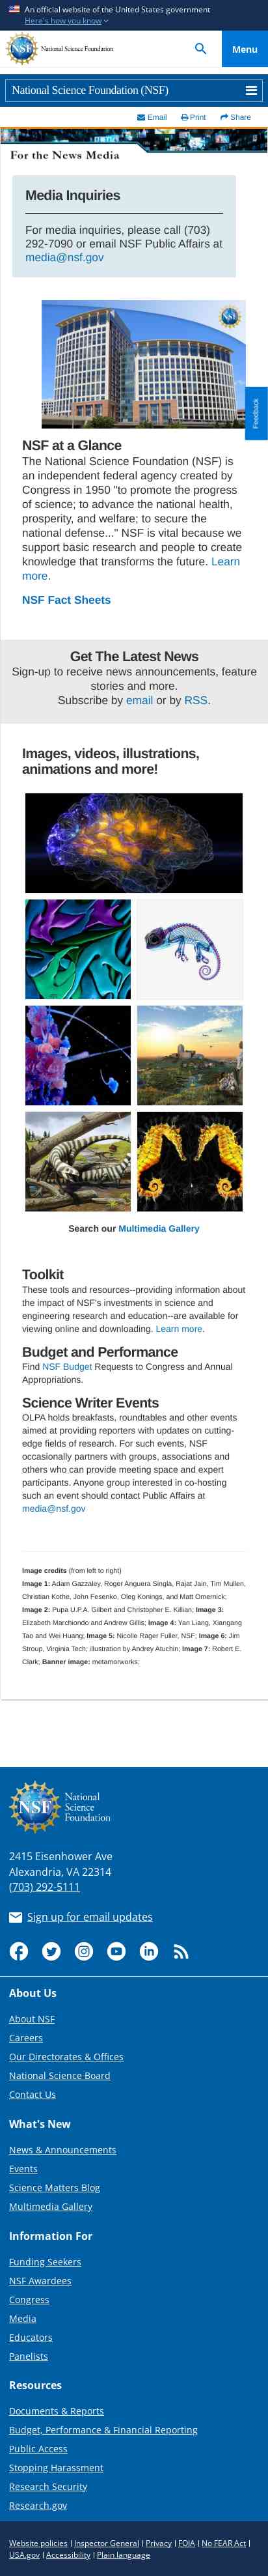 An official website of the United States government
Here's how you know
National Science Foundation
Menu
National Science Foundation (NSF)
Email Print Share
For the News Media
Media Inquiries
For media inquiries, please call (703)
292-7090 or email NSF Public Affairs at
media@nsf.gov
NSF
Feedback
NSF at a Glance
The National Science Foundation (NSF) is
an independent federal agency created by
Congress in 1950 "to promote the progress
of science; to advance the national health,
prosperity, and welfare; to secure the
national defense..." NSF is vital because we
support basic research and people to create
knowledge that transforms the future. Learn
more.
NSF Fact Sheets
Get The Latest News
Sign-up to receive news announcements, feature
stories and more.
Subscribe by email or by RSS.
Images, videos, illustrations,
animations and more!
Search our Multimedia Gallery
Toolkit
These tools and resources--providing information about
the impact of NSF's investments in science and
engineering research and education--are available for
viewing online and downloading. Learn more.
Budget and Performance
Find NSF Budget Requests to Congress and Annual
Appropriations.
Science Writer Events
OLPA holds breakfasts, roundtables and other events
aimed at providing reporters with updates on cutting-
edge fields of research. For such events, NSF
occasionally partners with companies, associations and
others who can provide meeting space and expert
participants. Anyone group interested in co-hosting
such an event should contact Public Affairs at
media@nsf.gov
Image credits (from left to right)
Image 1: Adam Gazzaley, Roger Anguera Singla, Rajat Jain, Tim Mullen,
Christian Kothe, John Fesenko, Oleg Konings, and Matt Omernick;
Image 2: Pupa U.P.A. Gilbert and Christopher E. Killian; Image 3:
Elizabeth Marchiondo and Andrew Gillis; Image 4: Yan Liang, Xiangang
Tao and Wei Huang; Image 5: Nicolle Rager Fuller, NSF; Image 6: Jim
Stroup, Virginia Tech; illustration by Andrey Atuchin; Image 7: Robert E.
Clark; Banner image: metamorworks;
NSF
National
Science
Foundation
2415 Eisenhower Ave
Alexandria, VA 22314
(703) 292-5111
Sign up for email updates
About Us
About NSF
Careers
Our Directorates & Offices
National Science Board
Contact Us
What's New
News & Announcements
Events
Science Matters Blog
Multimedia Gallery
Information For
Funding Seekers
NSF Awardees
Congress
Media
Educators
Panelists
Resources
Documents & Reports
Budget, Performance & Financial Reporting
Public Access
Stopping Harassment
Research Security
Research.gov
Website policies | Inspector General | Privacy | FOIA | No FEAR Act |
USA.gov | Accessibility | Plain language